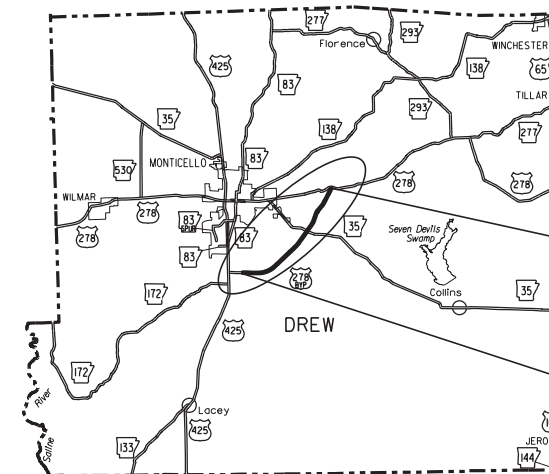 277
293
Florence
WINCHESTER
425
83
138
65
TILLAR
35
293
138
277
MONTICELLO
83
530
278
278
WILMAR
278
83
SPUR
83
35
Seven Devils
Swamp
278
83
278
BYP
172
Collins
35
425
DREW
172
River
Saline
Lacey
425
133
JERO
144